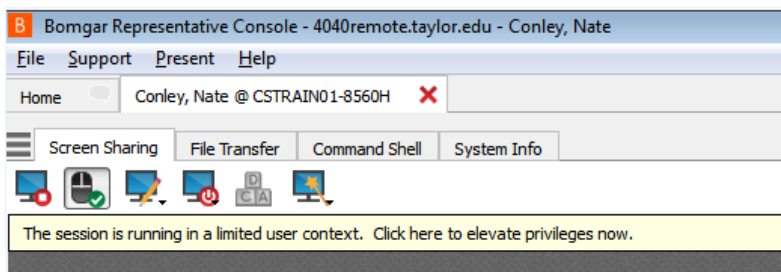 B Bomgar Representative Console - 4040remote.taylor.edu - Conley, Nate
File Support Present Help
Home Conley, Nate @ CSTRAIN01-8560H
Screen Sharing File Transfer Command Shell System Info
D
C A
The session is running in a limited user context. Click here to elevate privileges now.